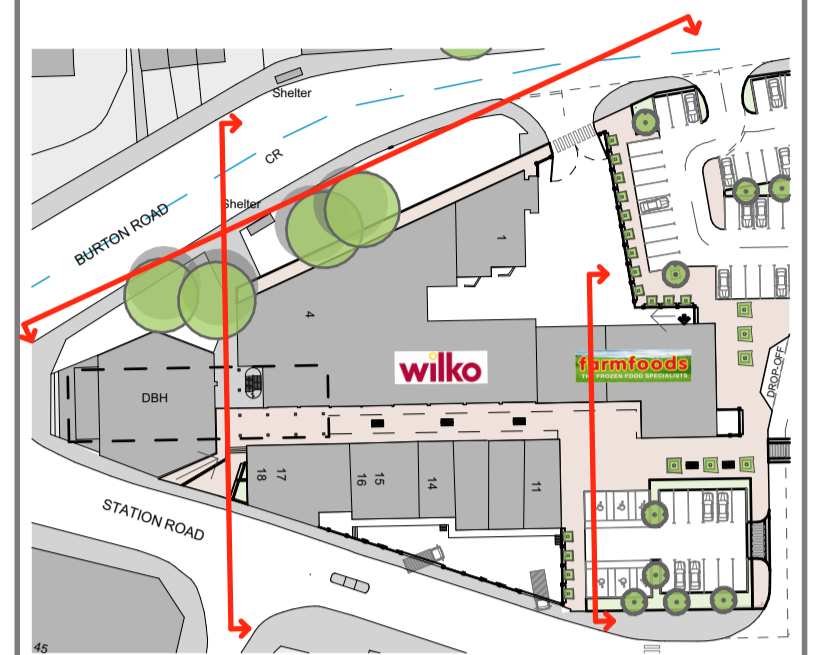 Shelter
CR
BURTON ROAD
Shelter
1
4
wilko
farmfoods
THE FROZEN FOOD SPECIALISTS
DROP-OFF
DBH
18
17
16
15
14
11
STATION ROAD
45